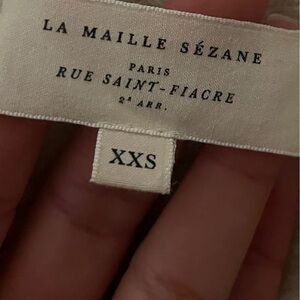 LA MAILLE SÉZANE
PARIS
RUE SAINT-FIACRE
2ᵉ ARR.
XXS